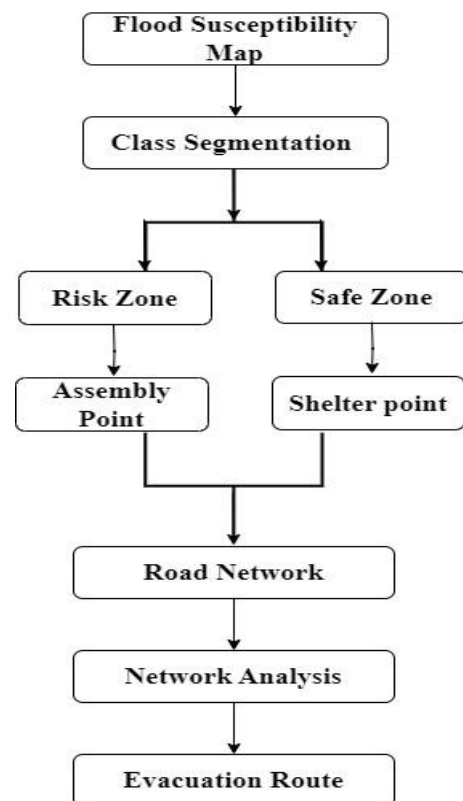 Flood Susceptibility
Map
Class Segmentation
Risk Zone
Safe Zone
Assembly
Point
Shelter point
Road Network
Network Analysis
Evacuation Route